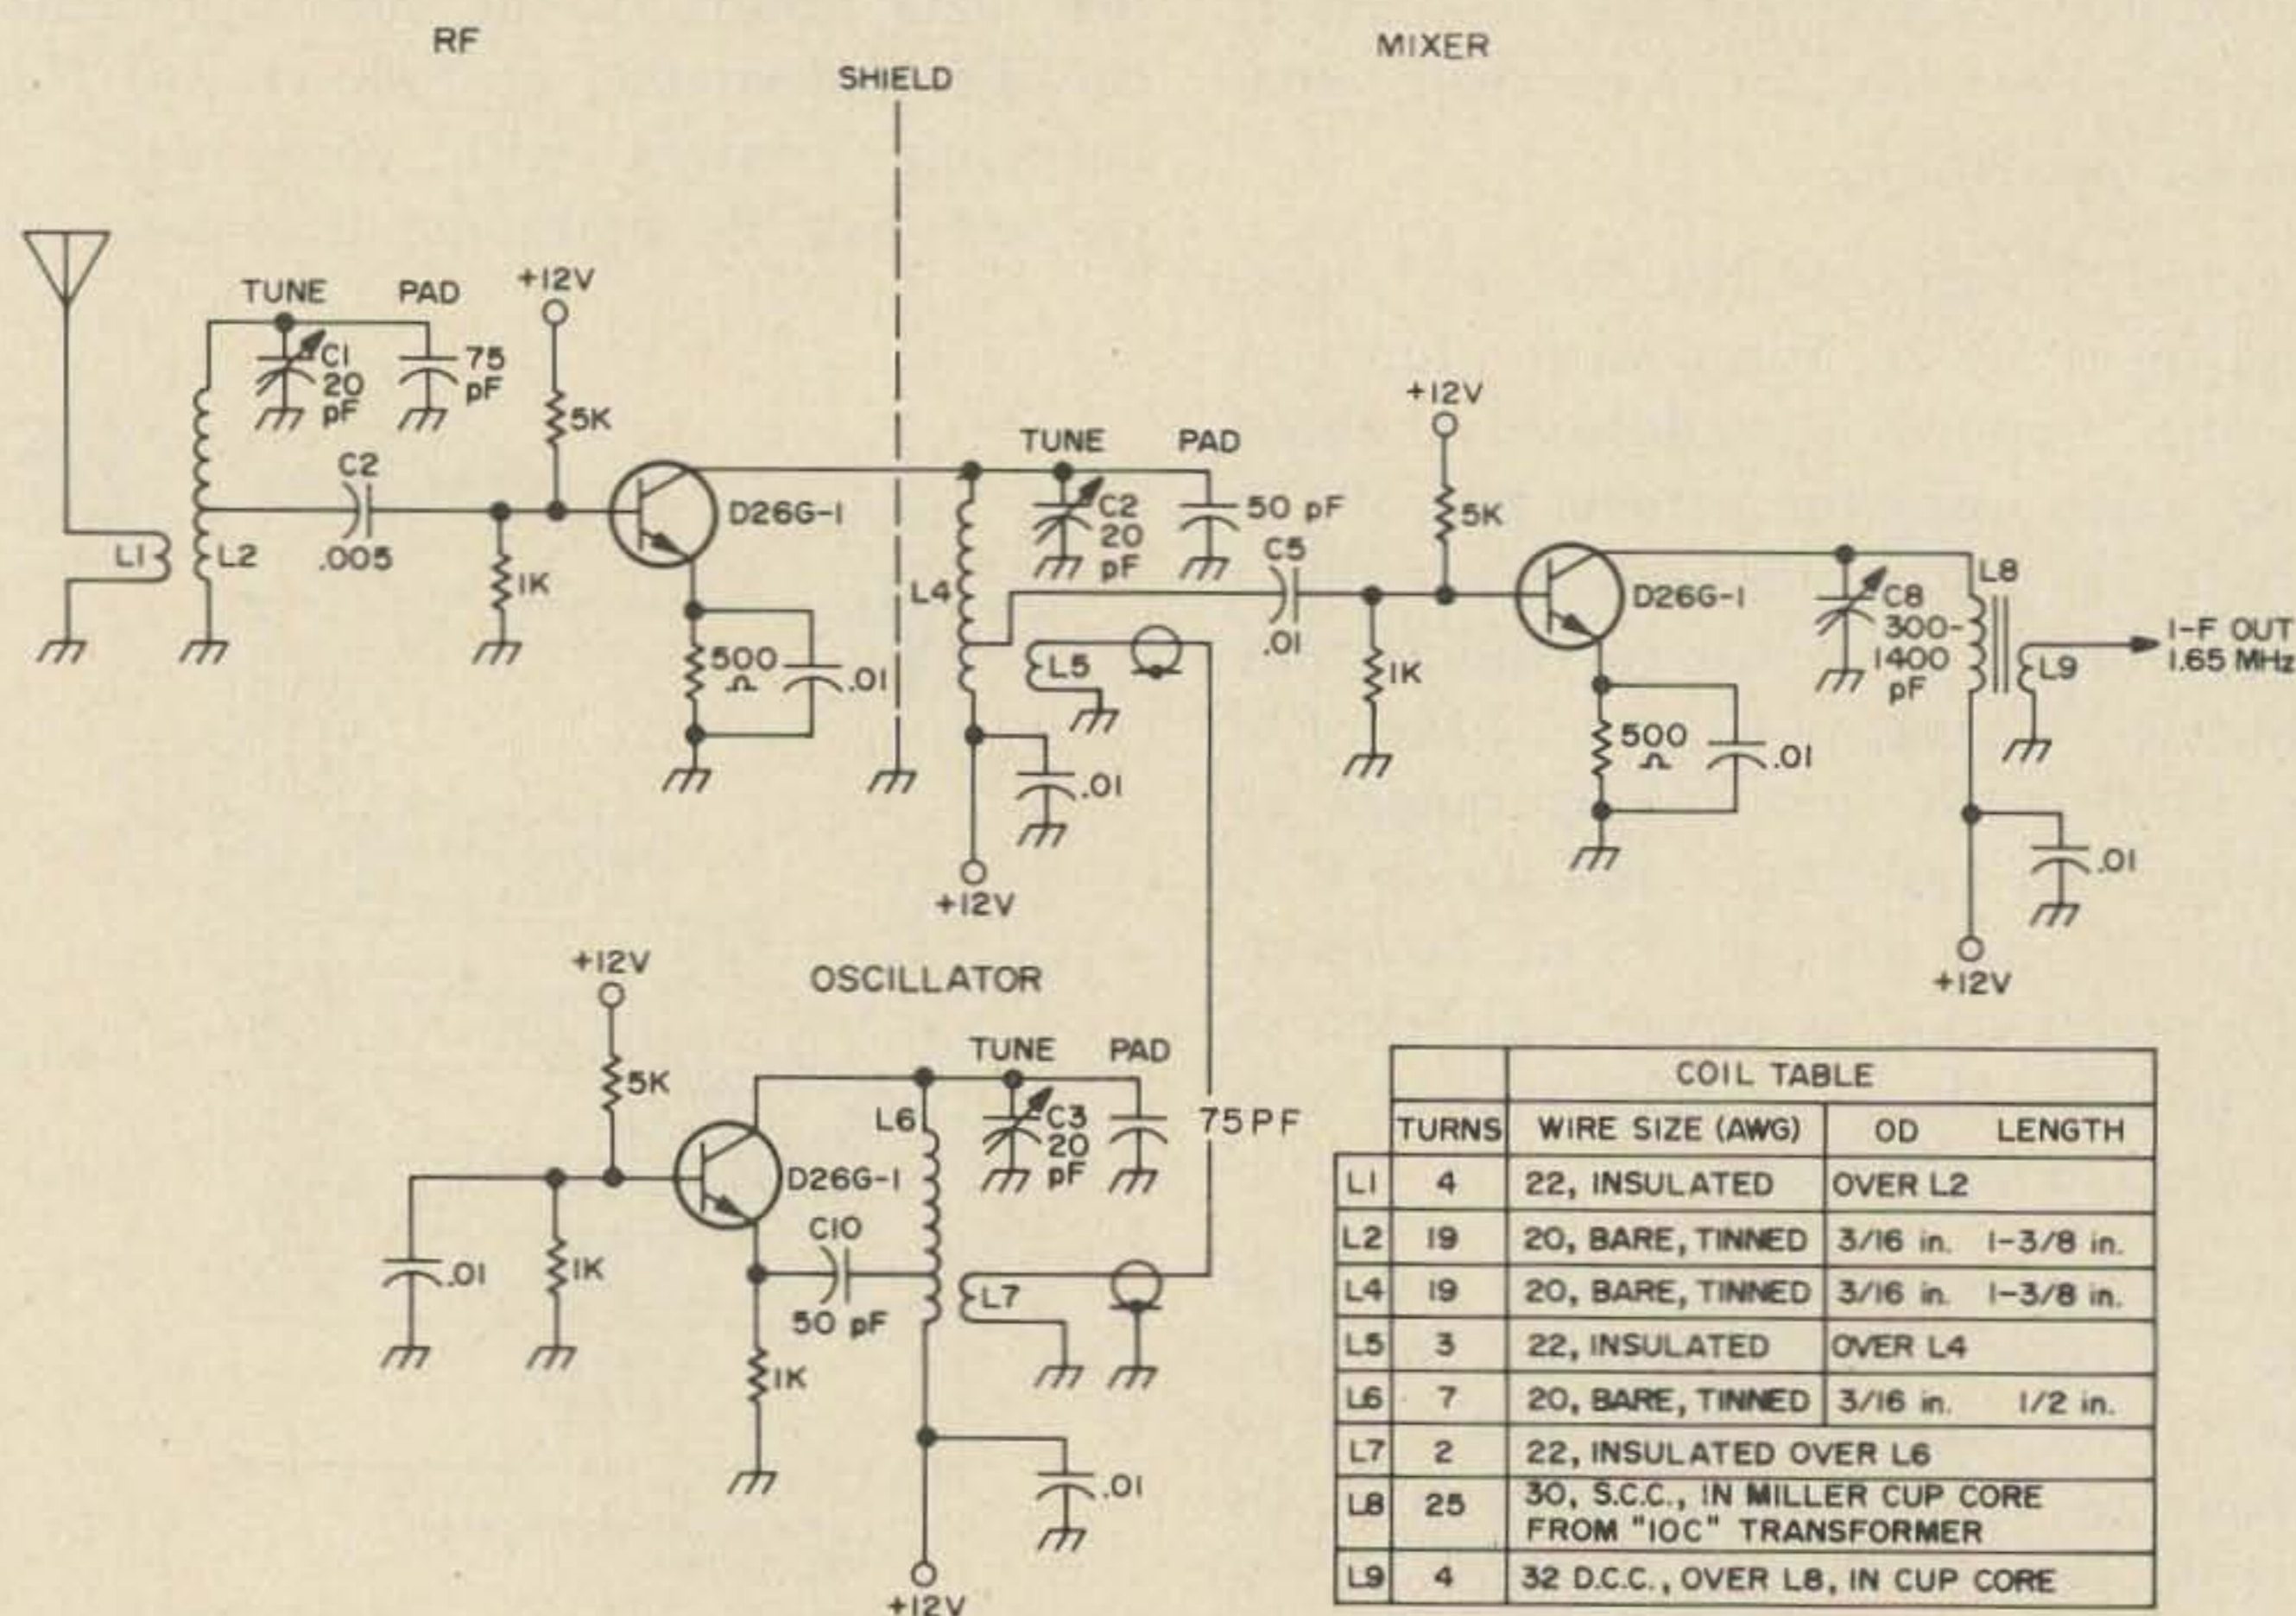 RF
MIXER
SHIELD
TUNE
PAD
+12V
C1
20
pF
75
pF
5K
C2
.005
L1
L2
1K
D26G-1
500
Ω
.01
TUNE
PAD
C2
20
pF
50 pF
L4
C5
.01
L5
.01
+12V
+12V
5K
1K
D26G-1
500
Ω
.01
C8
300-
1400
pF
L8
L9
I-F OUT
1.65 MHz
.01
+12V
OSCILLATOR
+12V
5K
TUNE
PAD
L6
C3
20
pF
75PF
D26G-1
C10
50 pF
.01
1K
1K
L7
.01
+12V
COIL TABLE
TURNS WIRE SIZE (AWG) OD LENGTH
L1 4 22, INSULATED OVER L2
L2 19 20, BARE, TINNED 3/16 in. 1-3/8 in.
L4 19 20, BARE, TINNED 3/16 in. 1-3/8 in.
L5 3 22, INSULATED OVER L4
L6 7 20, BARE, TINNED 3/16 in. 1/2 in.
L7 2 22, INSULATED OVER L6
L8 25 30, S.C.C., IN MILLER CUP CORE
FROM "10C" TRANSFORMER
L9 4 32 D.C.C., OVER L8, IN CUP CORE